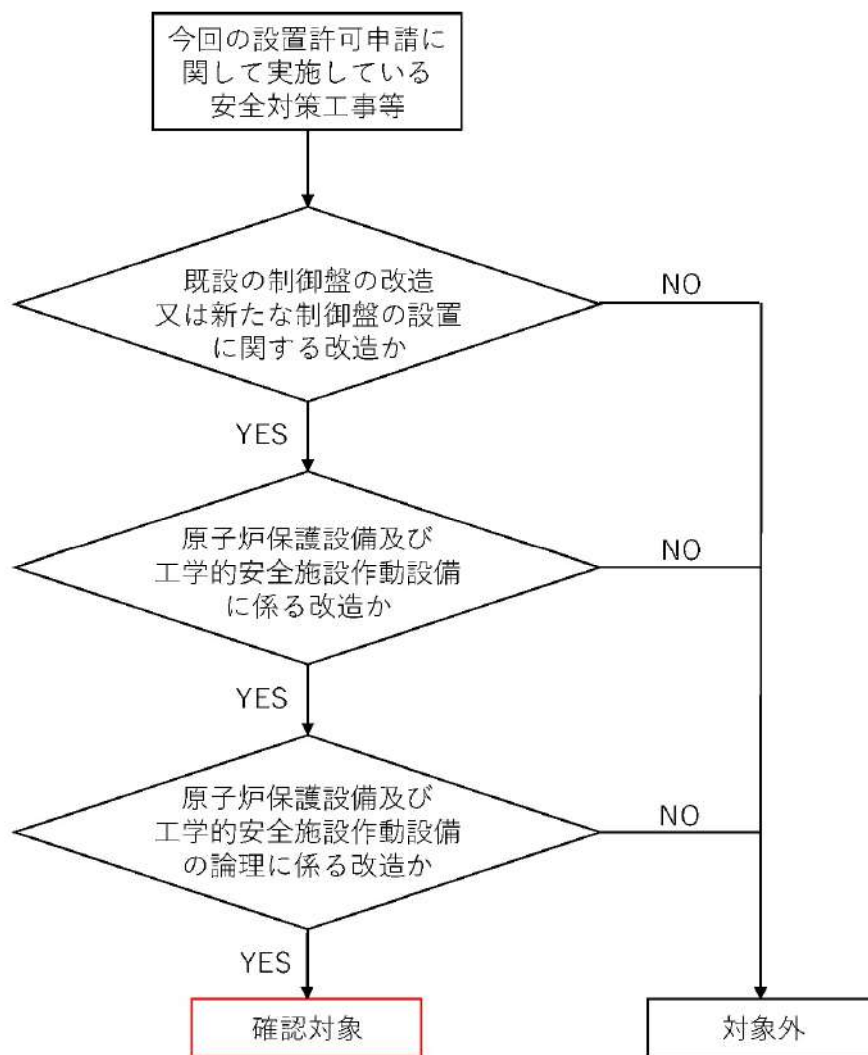 今回の設置許可申請に
関して実施している
安全対策工事等
既設の制御盤の改造
又は新たな制御盤の設置
に関する改造か
NO
YES
原子炉保護設備及び
工学的安全施設作動設備
に係る改造か
NO
YES
原子炉保護設備及び
工学的安全施設作動設備
の論理に係る改造か
NO
YES
確認対象
対象外